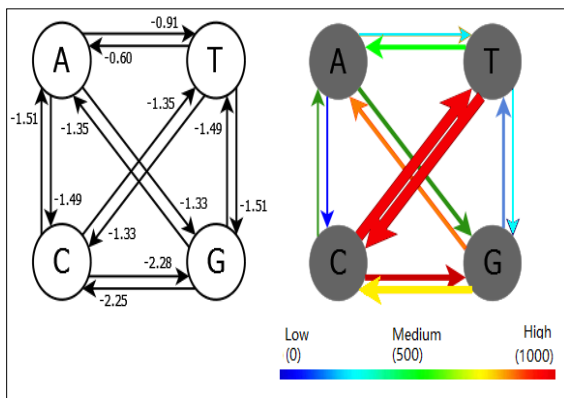 -0.91
A T A T
-0.60
-1.35
-1.51 -1.35 -1.49
-1.49 -1.33 -1.51
-1.33
C -2.28 G C G
-2.25
Low Medium High
(0) (500) (1000)